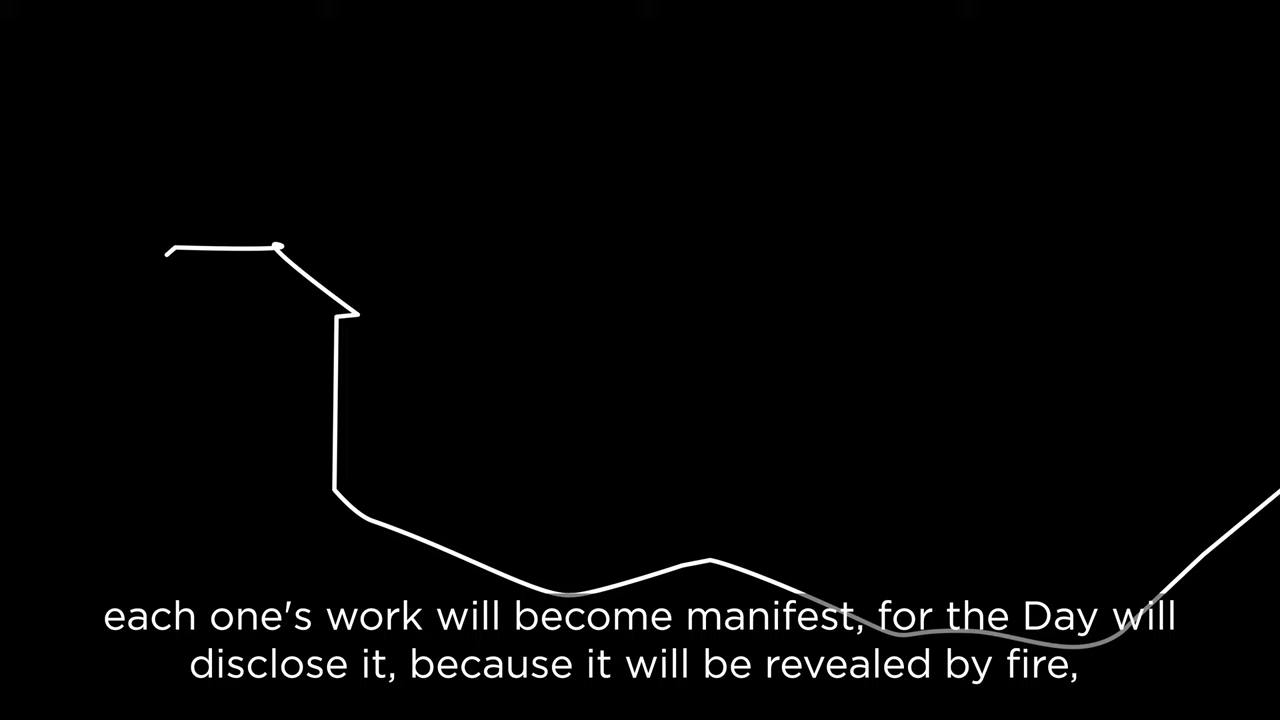 each one's work will become manifest, for the Day will
disclose it, because it will be revealed by fire,